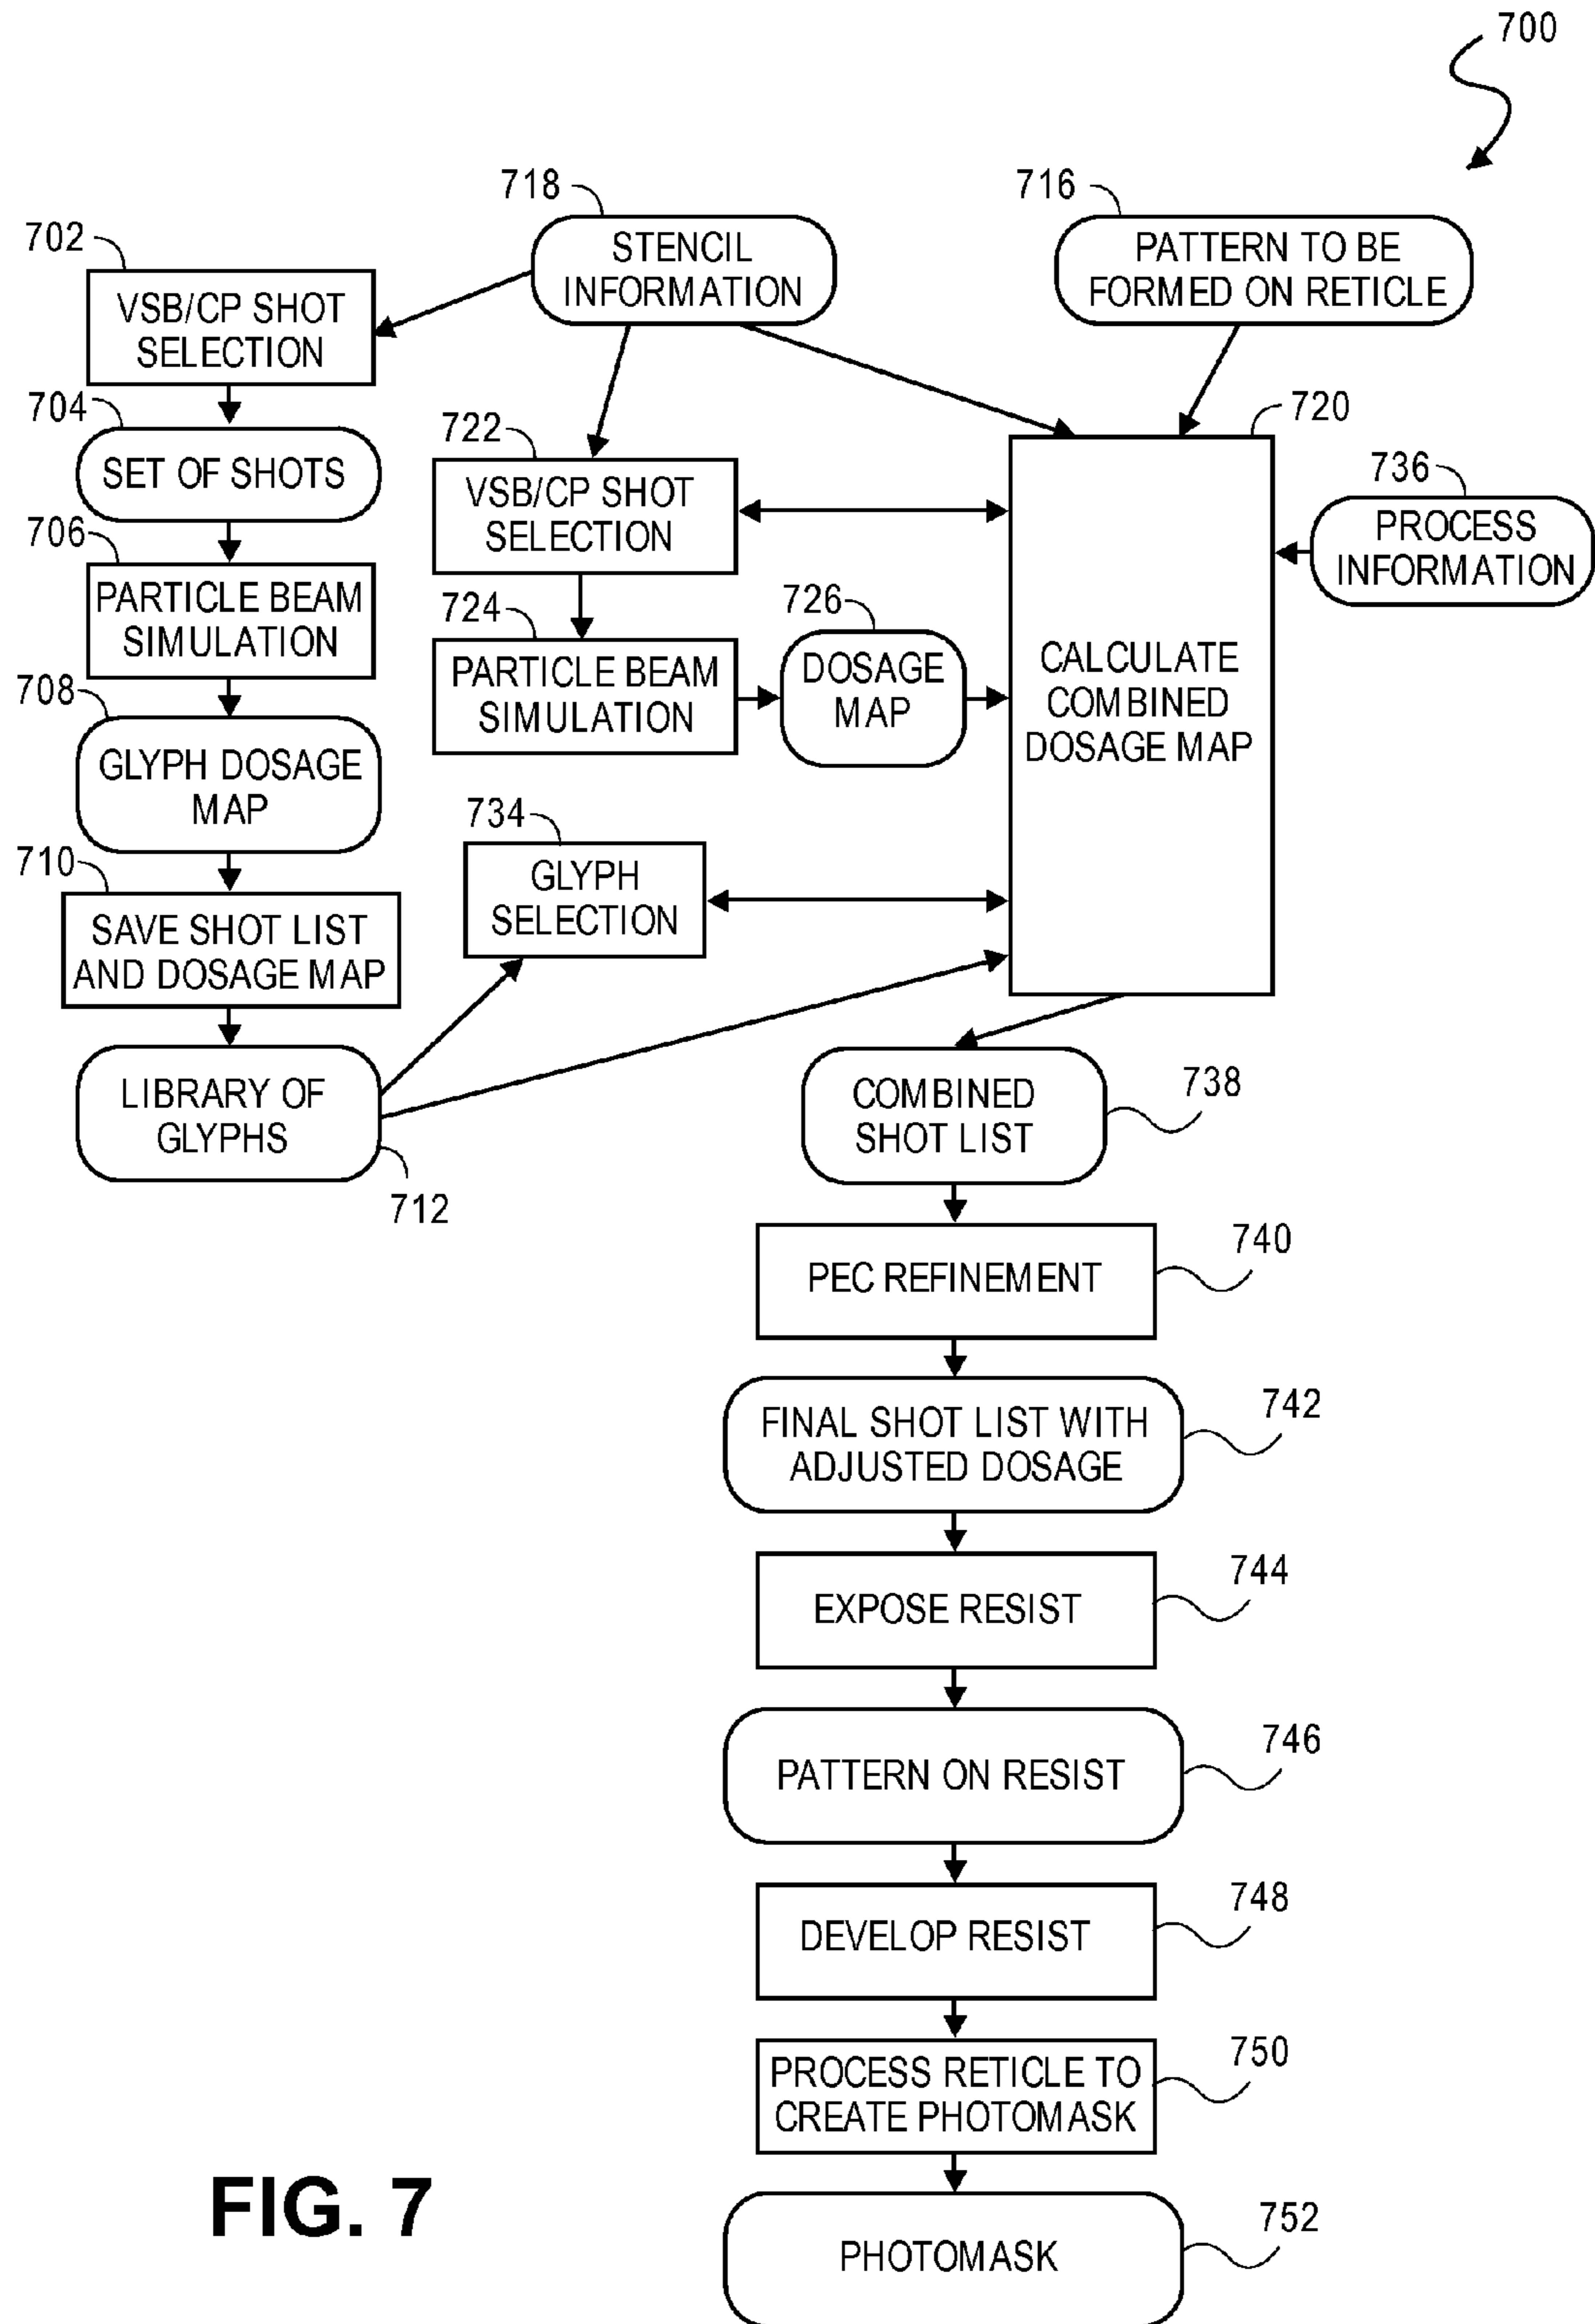 700
718
716
702
STENCIL
INFORMATION
PATTERN TO BE
FORMED ON RETICLE
VSB/CP SHOT
SELECTION
704
722
720
SET OF SHOTS
VSB/CP SHOT
SELECTION
736
PROCESS
INFORMATION
706
PARTICLE BEAM
SIMULATION
724
726
PARTICLE BEAM
SIMULATION
DOSAGE
MAP
CALCULATE
COMBINED
DOSAGE MAP
708
GLYPH DOSAGE
MAP
734
GLYPH
SELECTION
710
SAVE SHOT LIST
AND DOSAGE MAP
LIBRARY OF
GLYPHS
712
COMBINED
SHOT LIST
738
PEC REFINEMENT
740
FINAL SHOT LIST WITH
ADJUSTED DOSAGE
742
EXPOSE RESIST
744
PATTERN ON RESIST
746
DEVELOP RESIST
748
PROCESS RETICLE TO
CREATE PHOTOMASK
750
PHOTOMASK
752
FIG. 7